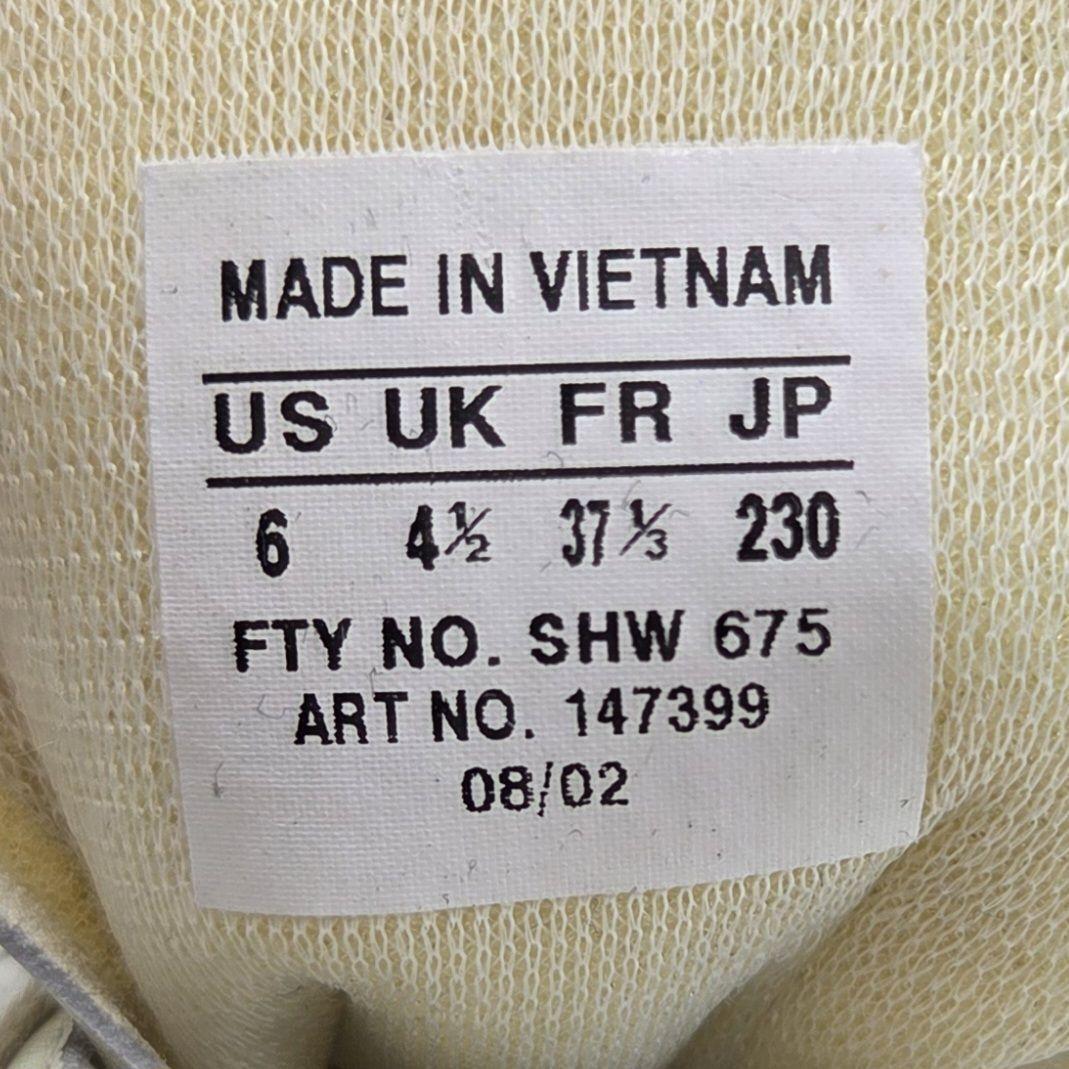 MADE IN VIETNAM
US UK FR JP
6 4½ 37⅓ 230
FTY NO. SHW 675
ART NO. 147399
08/02